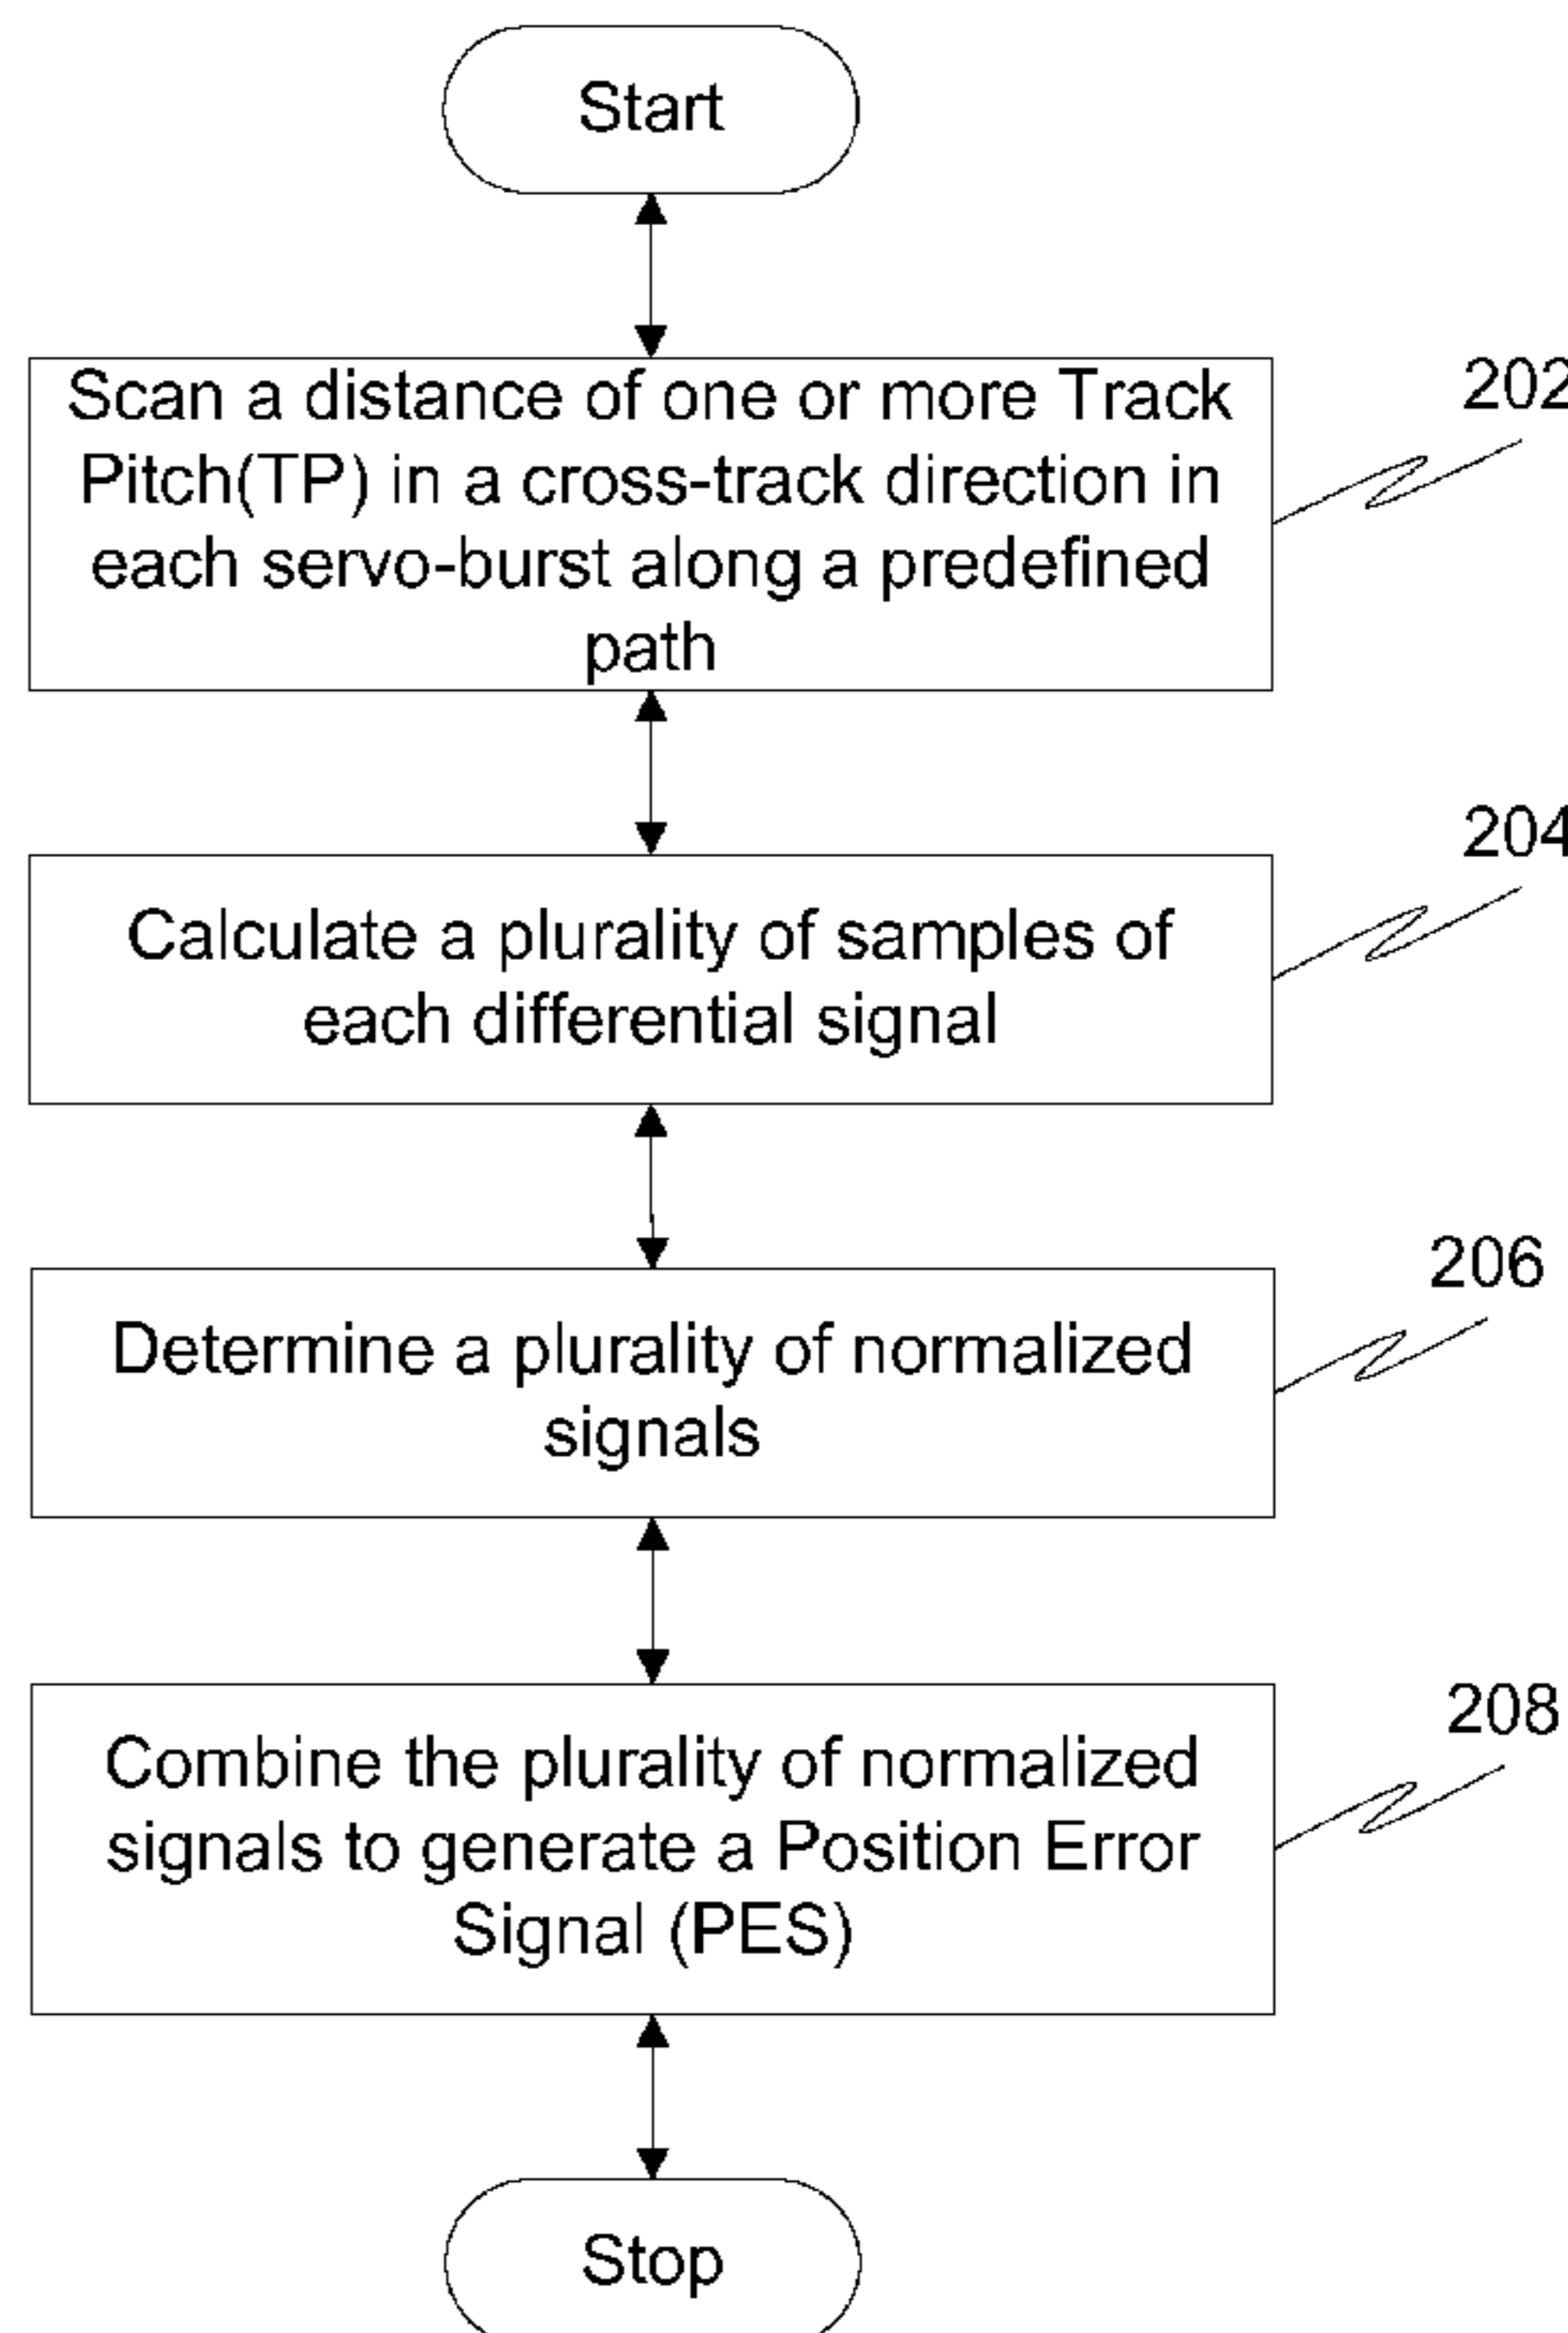 Start
Scan a distance of one or more Track
Pitch(TP) in a cross-track direction in
each servo-burst along a predefined
path
202
Calculate a plurality of samples of
each differential signal
204
Determine a plurality of normalized
signals
206
Combine the plurality of normalized
signals to generate a Position Error
Signal (PES)
208
Stop